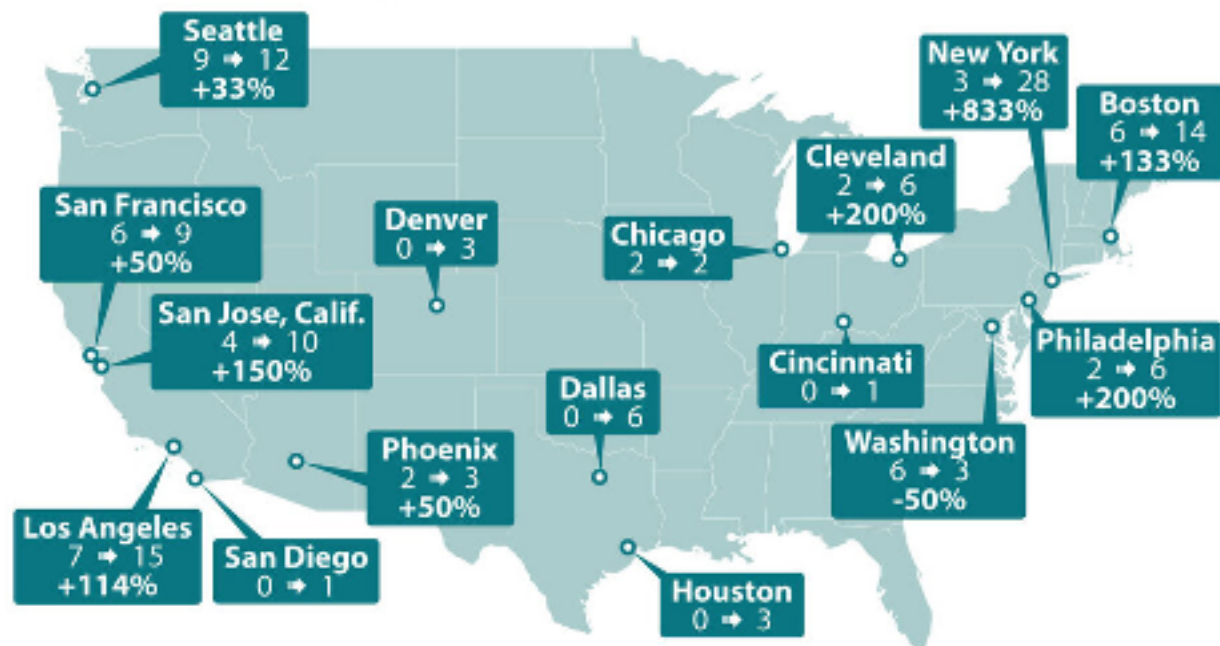 Seattle
9 ➡ 12
+33%
New York
3 ➡ 28
+833%
Boston
6 ➡ 14
+133%
Cleveland
2 ➡ 6
+200%
San Francisco
6 ➡ 9
+50%
Denver
0 ➡ 3
Chicago
2 ➡ 2
San Jose, Calif.
4 ➡ 10
+150%
Cincinnati
0 ➡ 1
Philadelphia
2 ➡ 6
+200%
Dallas
0 ➡ 6
Washington
6 ➡ 3
-50%
Phoenix
2 ➡ 3
+50%
Los Angeles
7 ➡ 15
+114%
San Diego
0 ➡ 1
Houston
0 ➡ 3